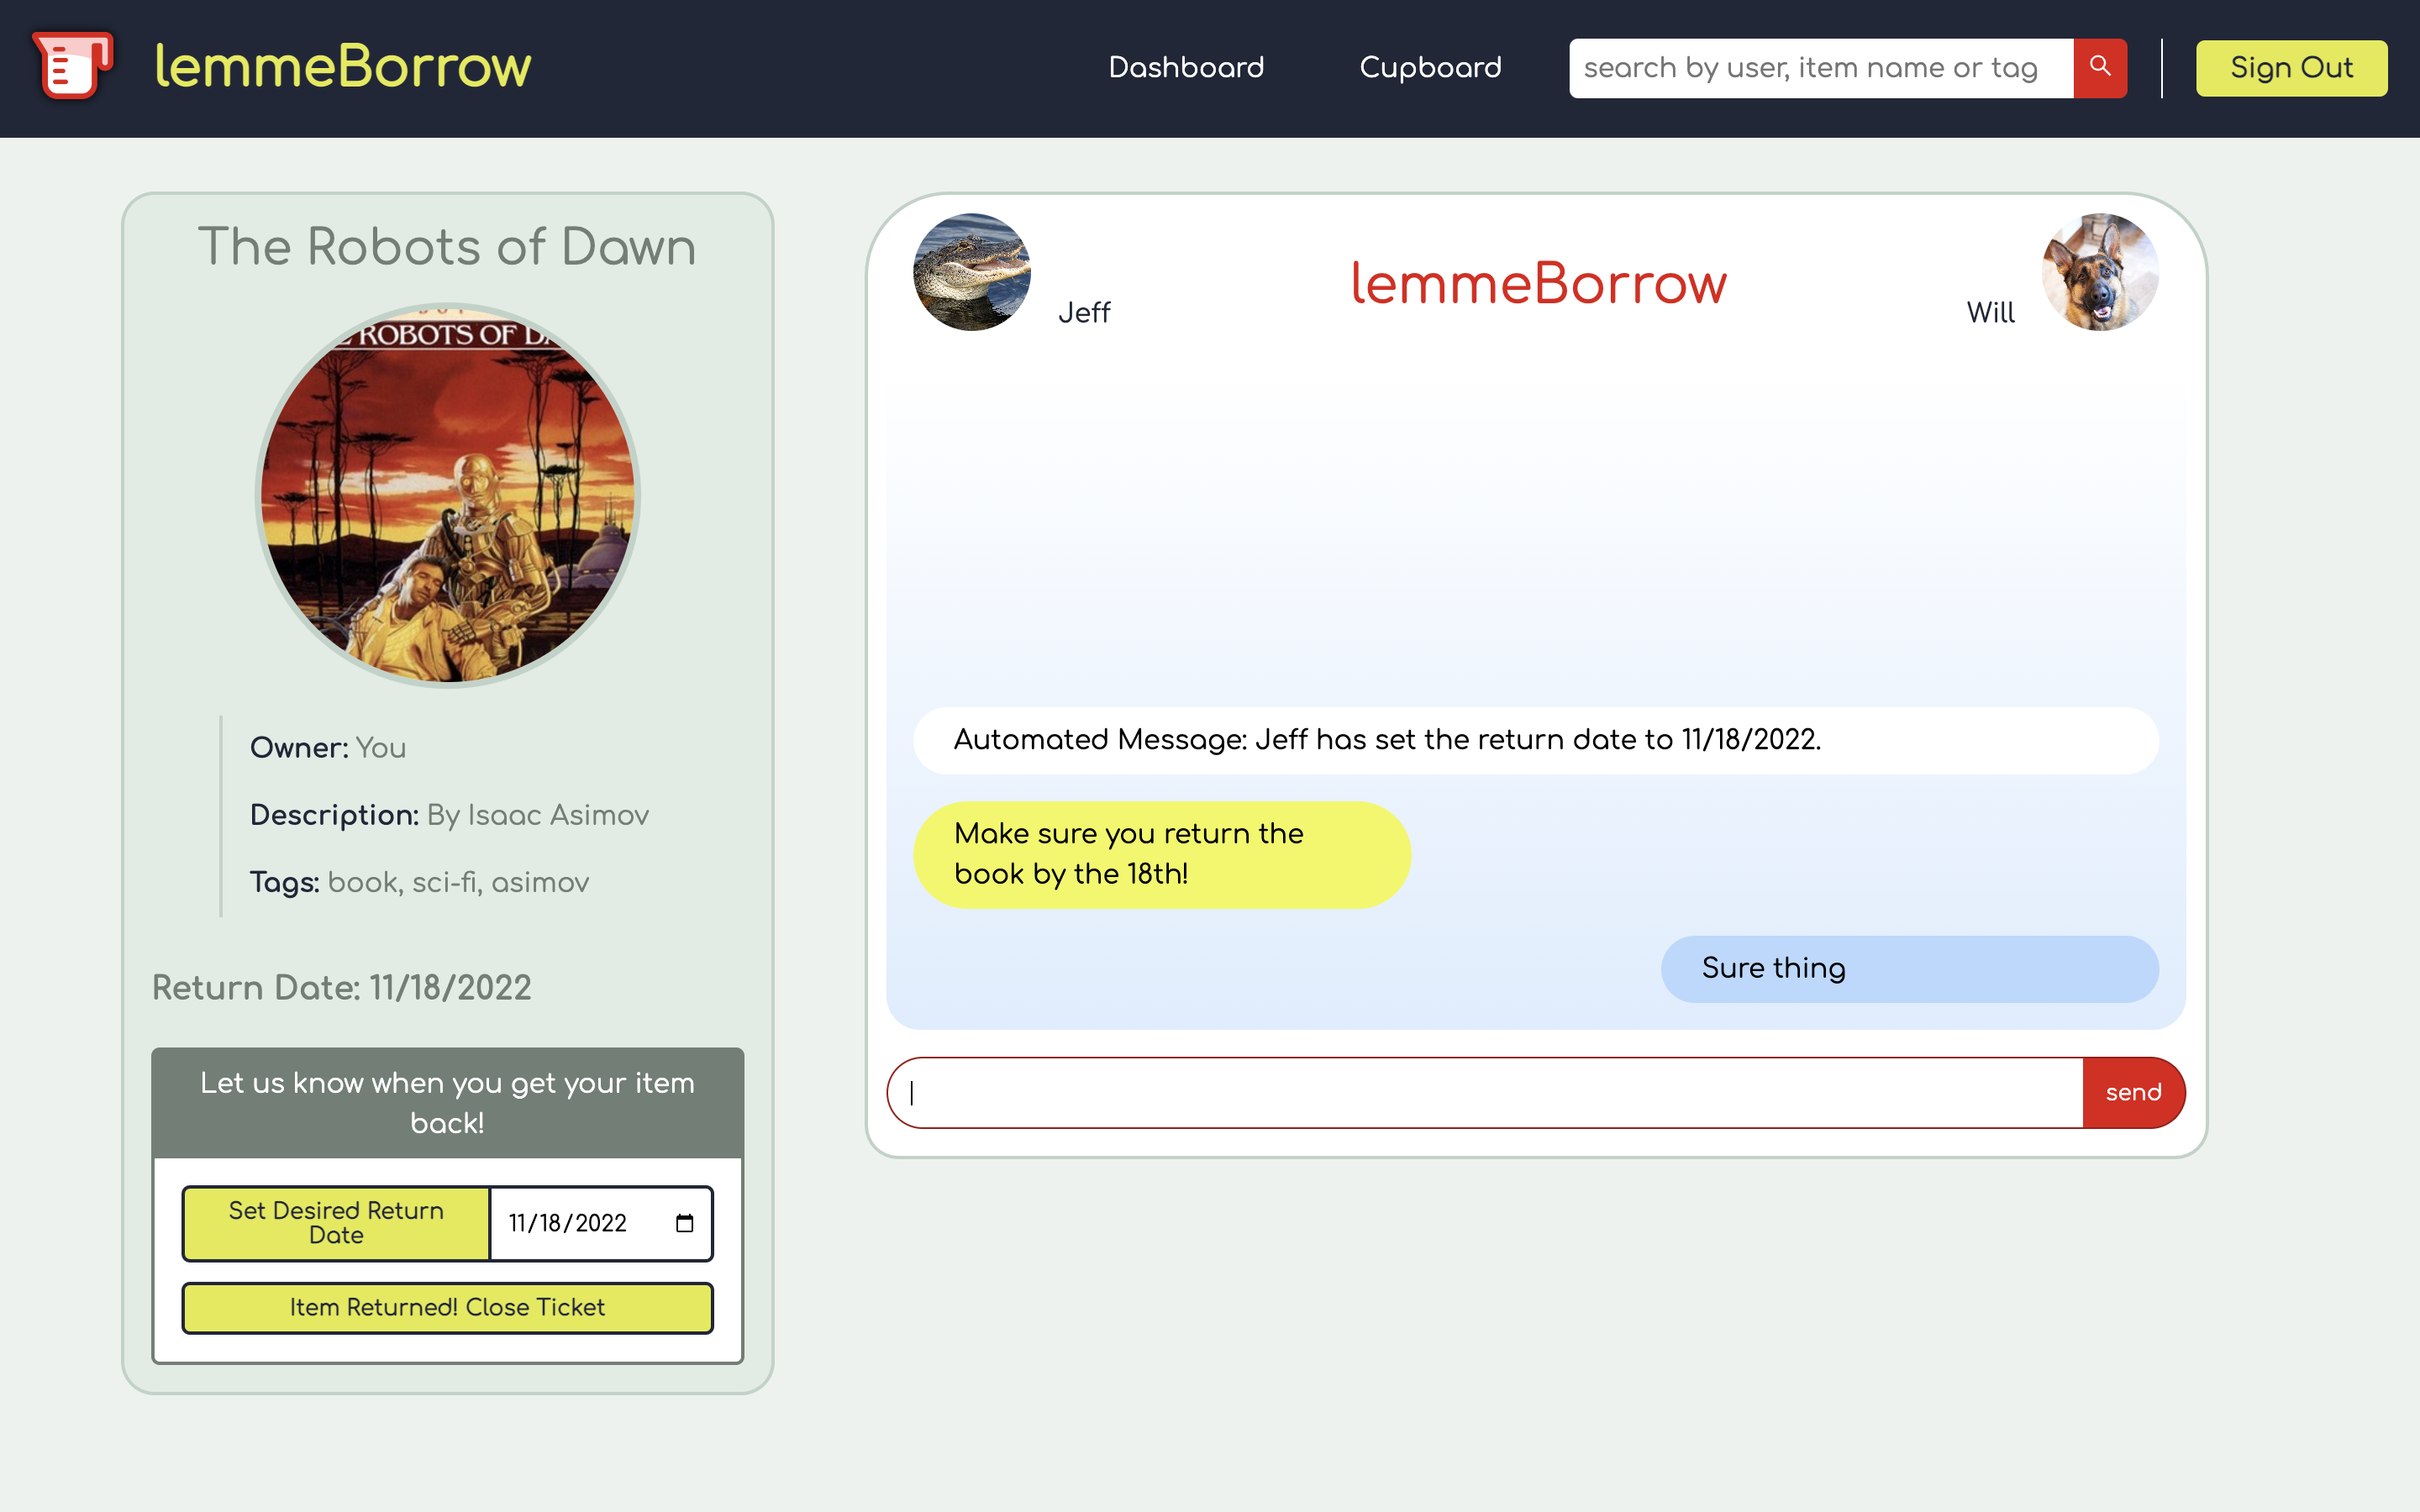 lemmeBorrow
Dashboard
Cupboard
search by user, item name or tag
Sign Out
The Robots of Dawn
ROBOTS OF
Owner: You
Description: By Isaac Asimov
Tags: book, sci-fi, asimov
Return Date: 11/18/2022
Let us know when you get your item
back!
Set Desired Return
Date
11/18/2022
Item Returned! Close Ticket
Jeff
lemmeBorrow
Will
Automated Message: Jeff has set the return date to 11/18/2022.
Make sure you return the
book by the 18th!
Sure thing
send